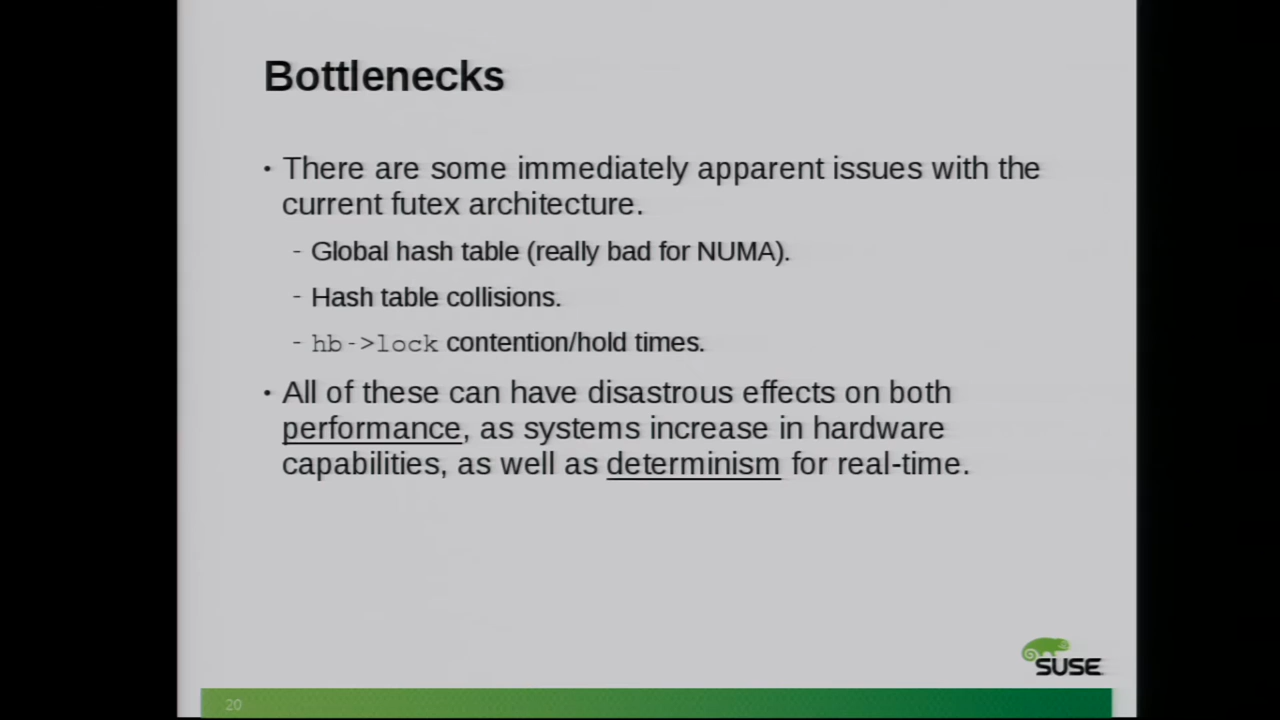 Bottlenecks
• There are some immediately apparent issues with the
current futex architecture.
- Global hash table (really bad for NUMA).
- Hash table collisions.
- hb->lock contention/hold times.
• All of these can have disastrous effects on both
performance, as systems increase in hardware
capabilities, as well as determinism for real-time.
SUSE
20